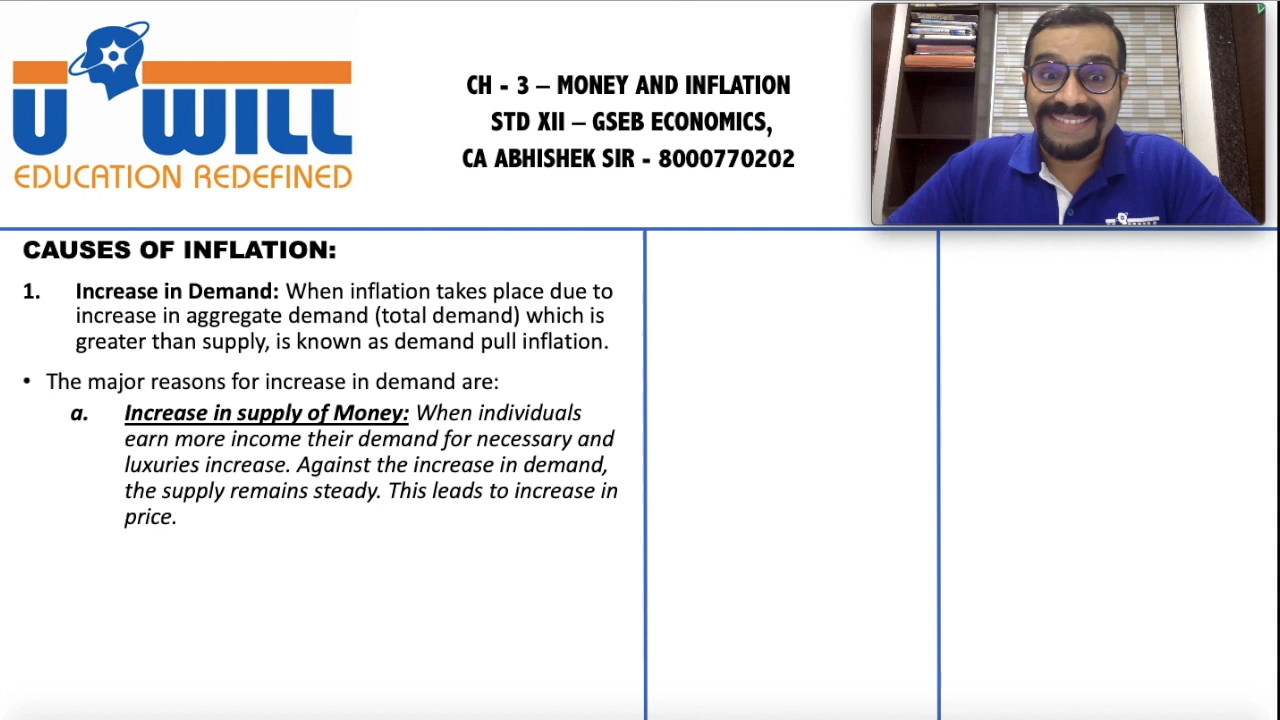 U WILL
EDUCATION REDEFINED
CH - 3 – MONEY AND INFLATION
STD XII – GSEB ECONOMICS,
CA ABHISHEK SIR - 8000770202
CAUSES OF INFLATION:
1. Increase in Demand: When inflation takes place due to
increase in aggregate demand (total demand) which is
greater than supply, is known as demand pull inflation.
• The major reasons for increase in demand are:
a. Increase in supply of Money: When individuals
earn more income their demand for necessary and
luxuries increase. Against the increase in demand,
the supply remains steady. This leads to increase in
price.